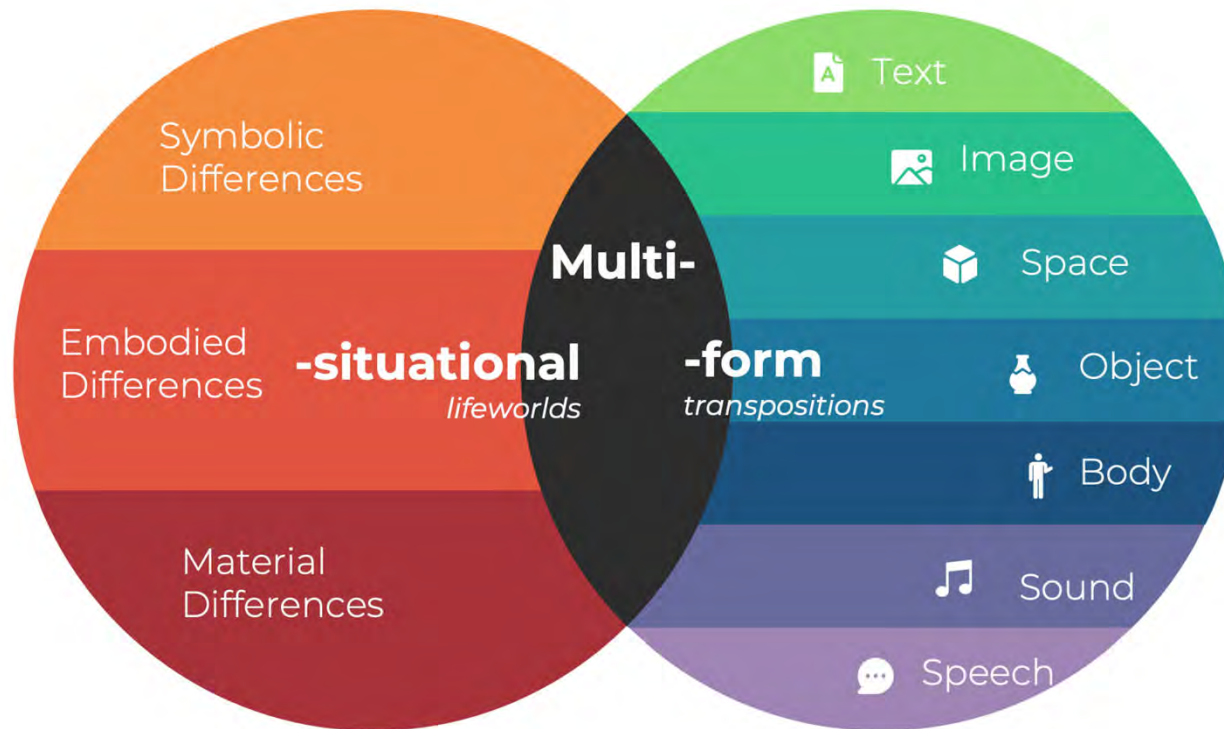 Symbolic
Differences
Embodied
Differences
Material
Differences
Multi-
-situational
lifeworlds
-form
transpositions
A
Text
Image
Space
Object
Body
Sound
Speech